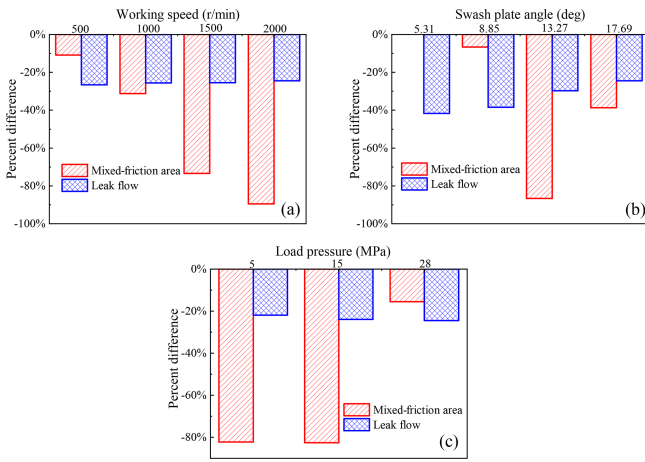 Working speed (r/min)
500 1000 1500 2000
0%
-20%
-40%
-60%
-80%
-100%
Percent difference
Mixed-friction area
Leak flow
(a)
Swash plate angle (deg)
5.31 8.85 13.27 17.69
0%
-20%
-40%
-60%
-80%
-100%
Percent difference
Mixed-friction area
Leak flow
(b)
Load pressure (MPa)
5 15 28
0%
-20%
-40%
-60%
-80%
Percent difference
Mixed-friction area
Leak flow
(c)